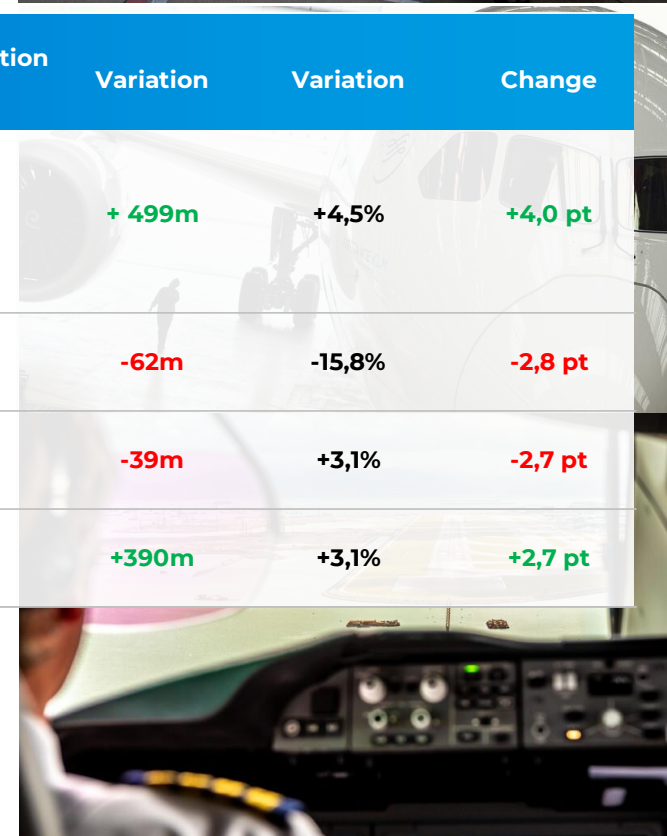 tion
Variation Variation Change
+ 499m +4,5% +4,0 pt
-62m -15,8% -2,8 pt
-39m +3,1% -2,7 pt
+390m +3,1% +2,7 pt